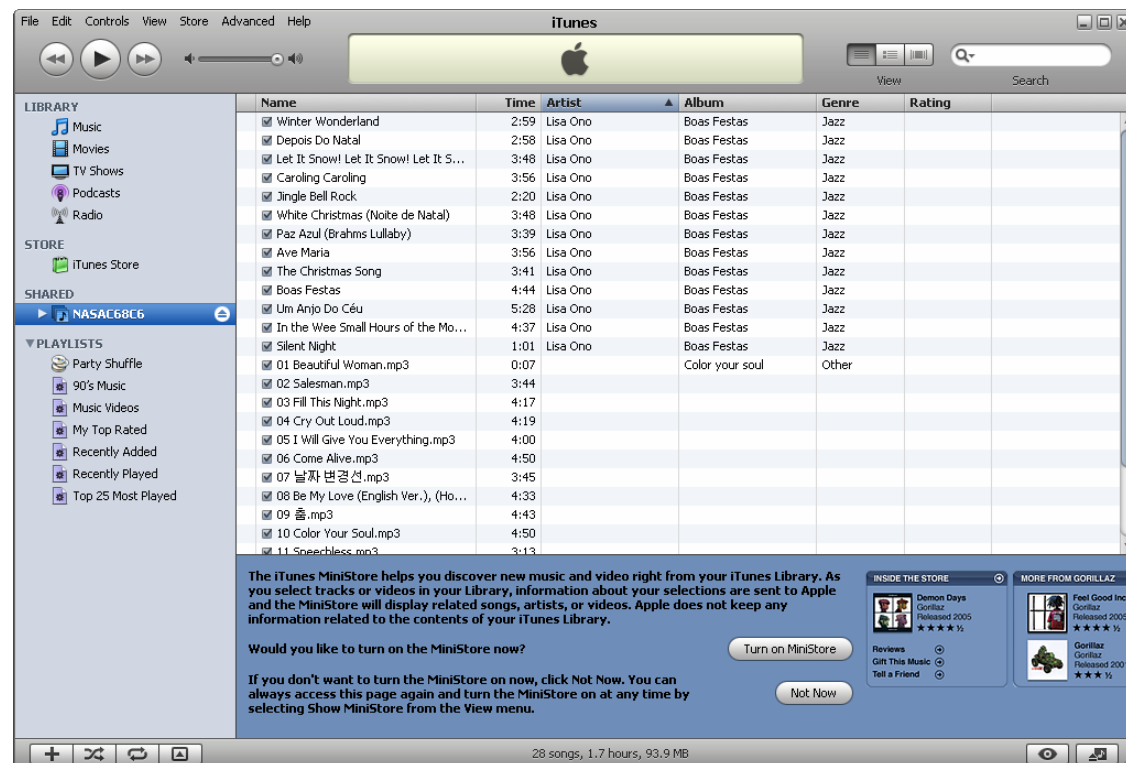 File Edit Controls View Store Advanced Help
iTunes
View
Search
LIBRARY
Music
Movies
TV Shows
Podcasts
Radio
STORE
iTunes Store
SHARED
NASAC68C6
PLAYLISTS
Party Shuffle
90's Music
Music Videos
My Top Rated
Recently Added
Recently Played
Top 25 Most Played
Name Time Artist Album Genre Rating
Winter Wonderland 2:59 Lisa Ono Boas Festas Jazz
Depois Do Natal 2:58 Lisa Ono Boas Festas Jazz
Let It Snow! Let It Snow! Let It S... 3:48 Lisa Ono Boas Festas Jazz
Caroling Caroling 3:56 Lisa Ono Boas Festas Jazz
Jingle Bell Rock 2:20 Lisa Ono Boas Festas Jazz
White Christmas (Noite de Natal) 3:48 Lisa Ono Boas Festas Jazz
Paz Azul (Brahms Lullaby) 3:39 Lisa Ono Boas Festas Jazz
Ave Maria 3:56 Lisa Ono Boas Festas Jazz
The Christmas Song 3:41 Lisa Ono Boas Festas Jazz
Boas Festas 4:44 Lisa Ono Boas Festas Jazz
Um Anjo Do Céu 5:28 Lisa Ono Boas Festas Jazz
In the Wee Small Hours of the Mo... 4:37 Lisa Ono Boas Festas Jazz
Silent Night 1:01 Lisa Ono Boas Festas Jazz
01 Beautiful Woman.mp3 0:07 Color your soul Other
02 Salesman.mp3 3:44
03 Fill This Night.mp3 4:17
04 Cry Out Loud.mp3 4:19
05 I Will Give You Everything.mp3 4:00
06 Come Alive.mp3 4:50
07 날짜 변경선.mp3 3:45
08 Be My Love (English Ver.), (Ho... 4:33
09 춤.mp3 4:43
10 Color Your Soul.mp3 4:50
11 Speechless.mp3 3:13
The iTunes MiniStore helps you discover new music and video right from your iTunes Library. As
you select tracks or videos in your Library, information about your selections are sent to Apple
and the MiniStore will display related songs, artists, or videos. Apple does not keep any
information related to the contents of your iTunes Library.
Would you like to turn on the MiniStore now?
Turn on MiniStore
If you don't want to turn the MiniStore on now, click Not Now. You can
always access this page again and turn the MiniStore on at any time by
selecting Show MiniStore from the View menu.
Not Now
INSIDE THE STORE
Demon Days
Gorillaz
Released 2005
Reviews
Gift This Music
Tell a Friend
MORE FROM GORILLAZ
Feel Good Inc
Gorillaz
Released 2005
Gorillaz
Gorillaz
Released 200
28 songs, 1.7 hours, 93.9 MB